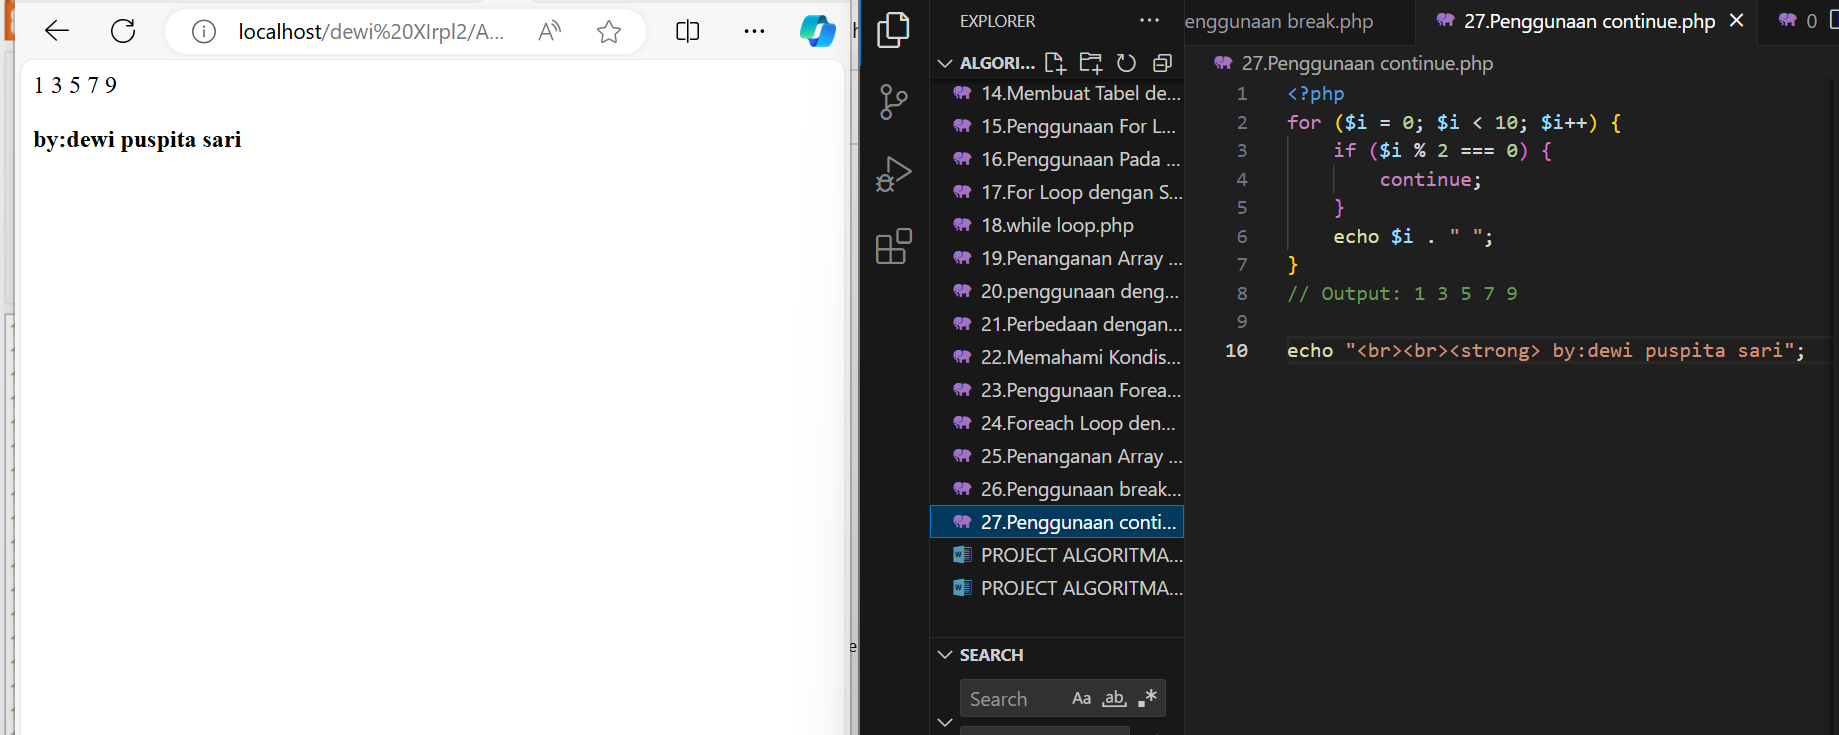 localhost/dewi%20XIrpl2/A...
1 3 5 7 9
by:dewi puspita sari
EXPLORER
ALGORI...
14.Membuat Tabel de...
15.Penggunaan For L...
16.Penggunaan Pada ...
17.For Loop dengan S...
18.while loop.php
19.Penanganan Array ...
20.penggunaan deng...
21.Perbedaan dengan...
22.Memahami Kondis...
23.Penggunaan Forea...
24.Foreach Loop den...
25.Penanganan Array ...
26.Penggunaan break...
27.Penggunaan conti...
PROJECT ALGORITMA...
PROJECT ALGORITMA...
SEARCH
Search Aa ab .*
enggunaan break.php
27.Penggunaan continue.php
0
27.Penggunaan continue.php
1 <?php
2 for ($i = 0; $i < 10; $i++) {
3 if ($i % 2 === 0) {
4 continue;
5 }
6 echo $i . " ";
7 }
8 // Output: 1 3 5 7 9
9
10 echo "<br><br><strong> by:dewi puspita sari";